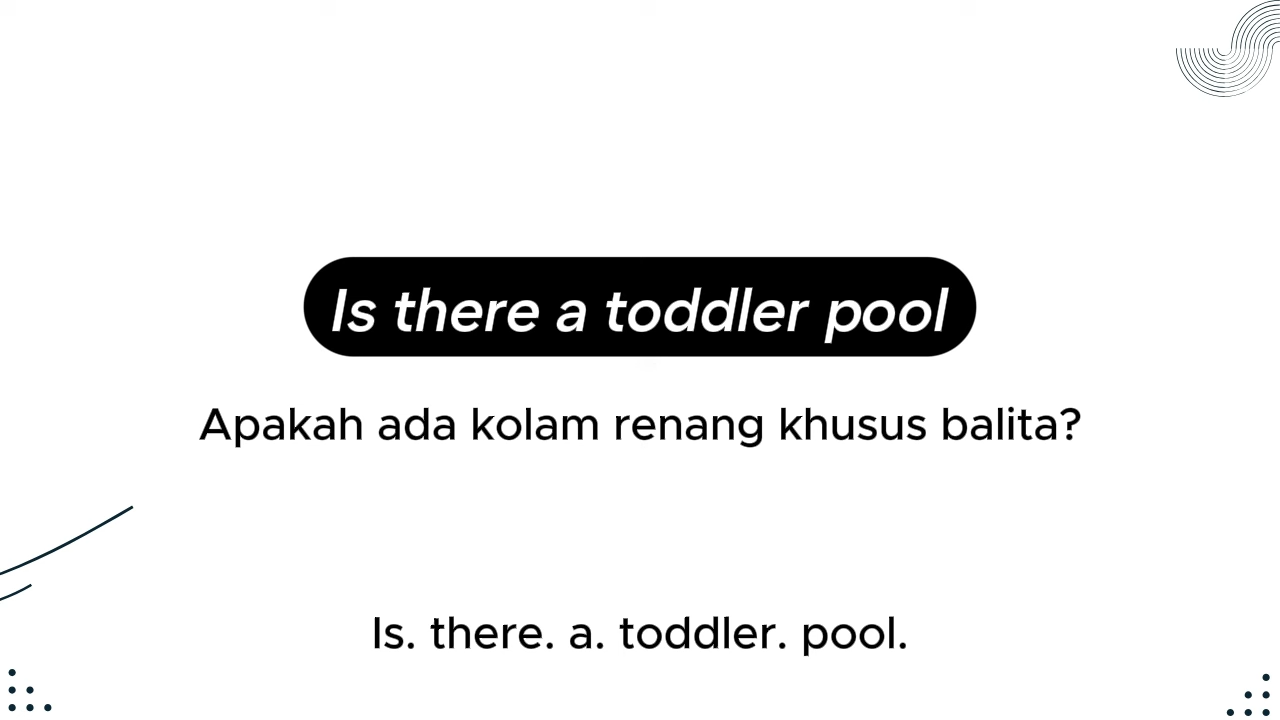 Is there a toddler pool
Apakah ada kolam renang khusus balita?
Is. there. a. toddler. pool.